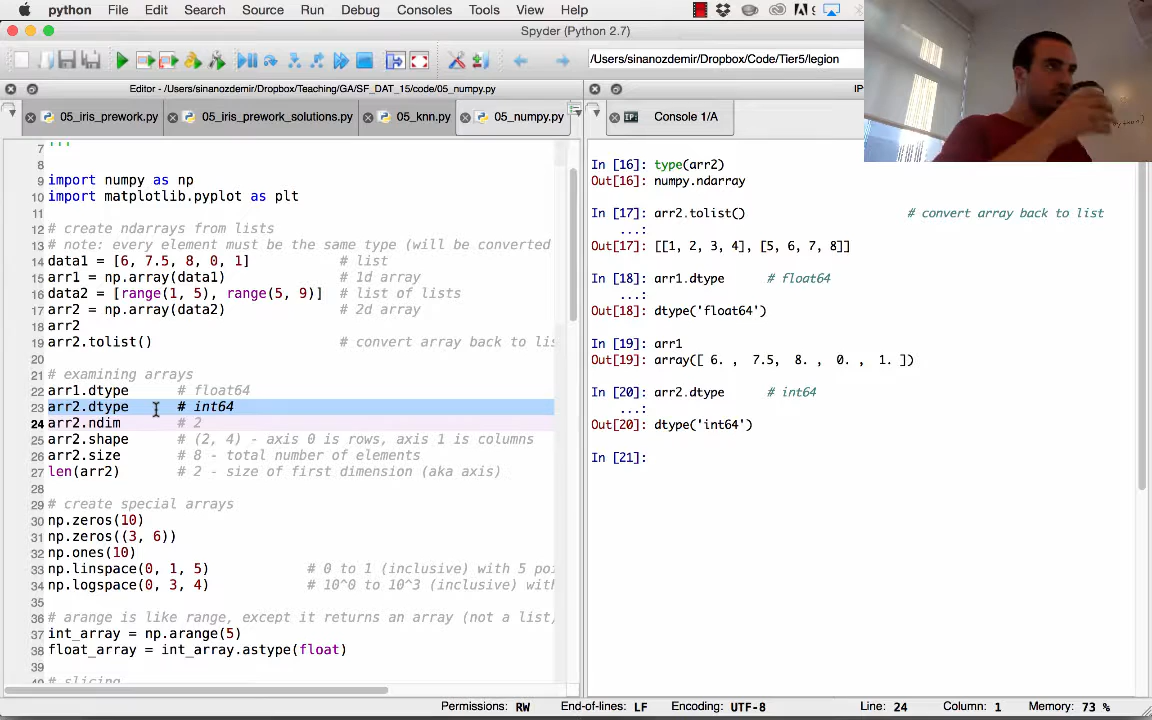 python File Edit Search Source Run Debug Consoles Tools View Help
Spyder (Python 2.7)
/Users/sinanozdemir/Dropbox/Code/Tier5/legion
Editor - /Users/sinanozdemir/Dropbox/Teaching/GA/SF_DAT_15/code/05_numpy.py
05_iris_prework.py 05_iris_prework_solutions.py 05_knn.py 05_numpy.py
7 '''
8
9 import numpy as np
10 import matplotlib.pyplot as plt
11
12 # create ndarrays from lists
13 # note: every element must be the same type (will be converted
14 data1 = [6, 7.5, 8, 0, 1] # list
15 arr1 = np.array(data1) # 1d array
16 data2 = [range(1, 5), range(5, 9)] # list of lists
17 arr2 = np.array(data2) # 2d array
18 arr2
19 arr2.tolist() # convert array back to lis
20
21 # examining arrays
22 arr1.dtype # float64
23 arr2.dtype # int64
24 arr2.ndim # 2
25 arr2.shape # (2, 4) - axis 0 is rows, axis 1 is columns
26 arr2.size # 8 - total number of elements
27 len(arr2) # 2 - size of first dimension (aka axis)
28
29 # create special arrays
30 np.zeros(10)
31 np.zeros((3, 6))
32 np.ones(10)
33 np.linspace(0, 1, 5) # 0 to 1 (inclusive) with 5 poi
34 np.logspace(0, 3, 4) # 10^0 to 10^3 (inclusive) with
35
36 # arange is like range, except it returns an array (not a list)
37 int_array = np.arange(5)
38 float_array = int_array.astype(float)
39
# slicing
IP
Console 1/A
In [16]: type(arr2)
Out[16]: numpy.ndarray
In [17]: arr2.tolist() # convert array back to list
...:
Out[17]: [[1, 2, 3, 4], [5, 6, 7, 8]]
In [18]: arr1.dtype # float64
...:
Out[18]: dtype('float64')
In [19]: arr1
Out[19]: array([ 6. , 7.5, 8. , 0. , 1. ])
In [20]: arr2.dtype # int64
...:
Out[20]: dtype('int64')
In [21]:
Permissions: RW End-of-lines: LF Encoding: UTF-8 Line: 24 Column: 1 Memory: 73 %